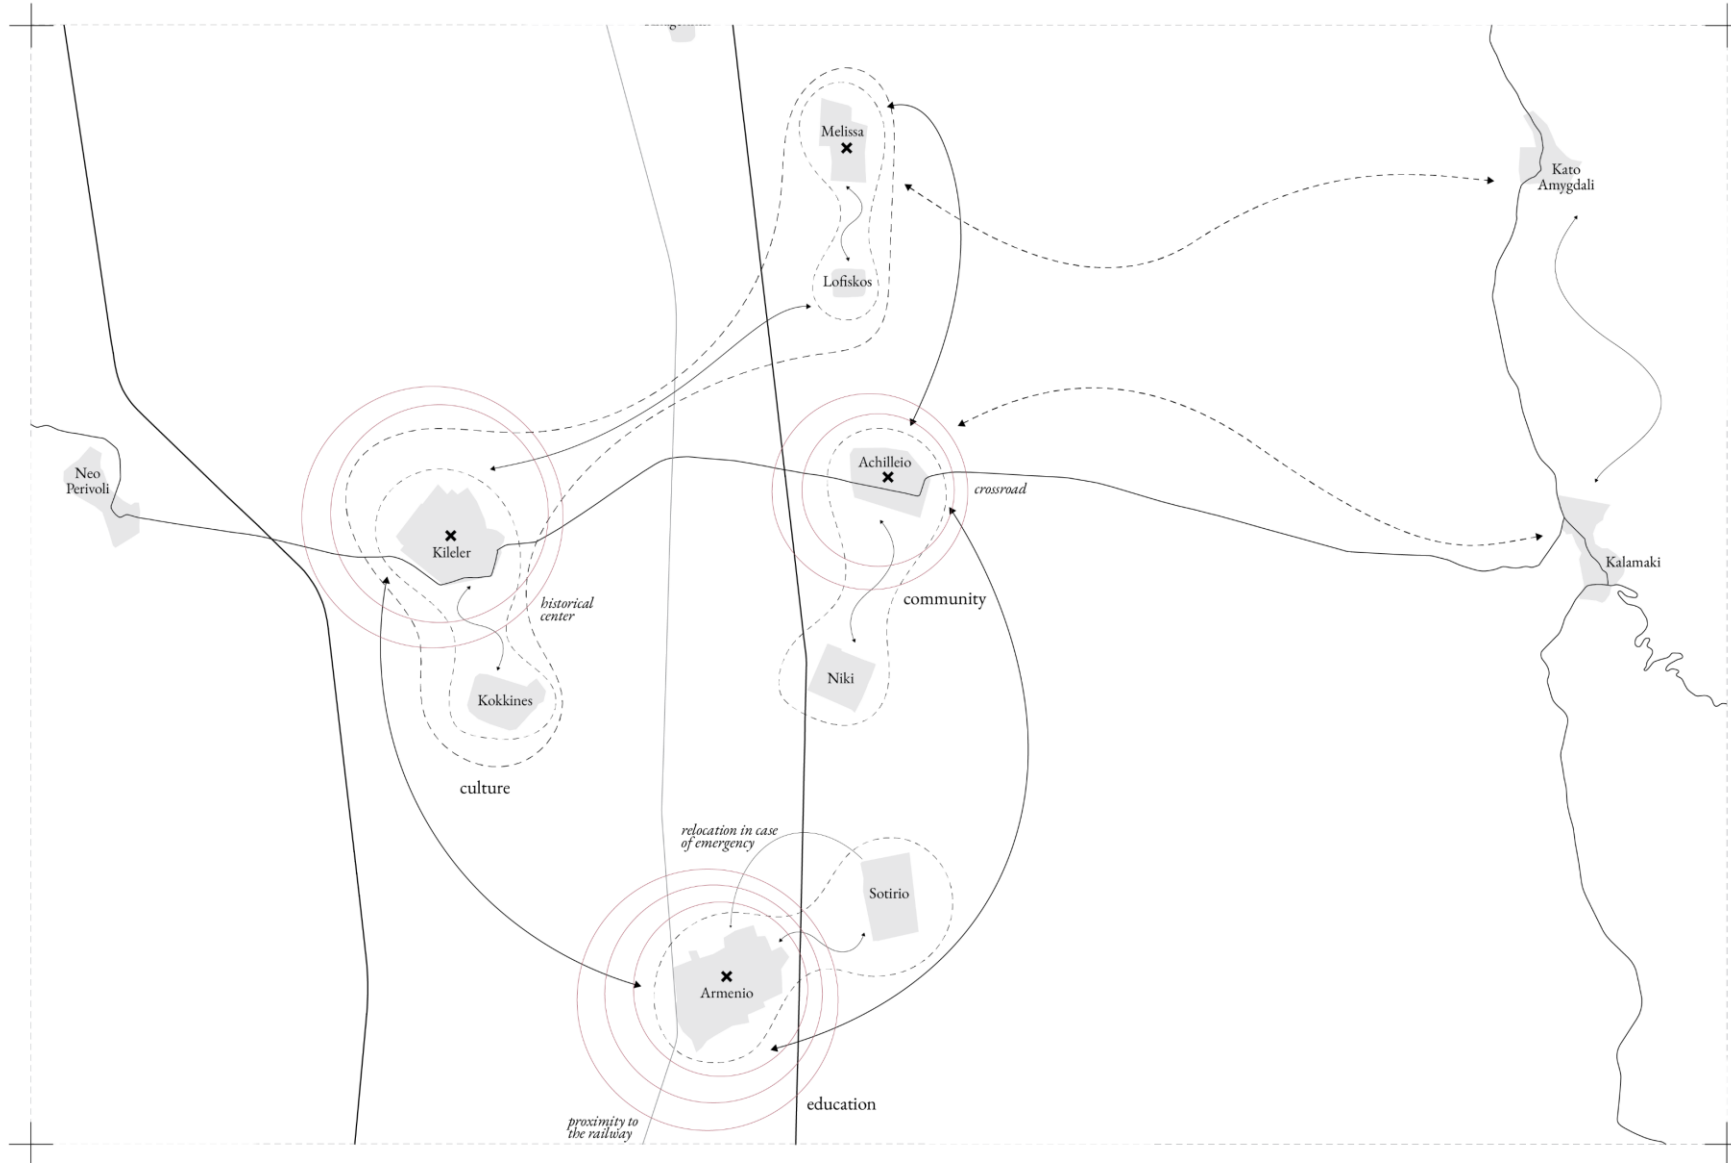 Melissa
Kato
Amygdali
Lofiskos
Neo
Perivoli
Achilleio
crossroad
Kileler
Kalamaki
historical
center
community
Niki
Kokkines
culture
relocation in case
of emergency
Sotirio
Armenio
education
proximity to
the railway